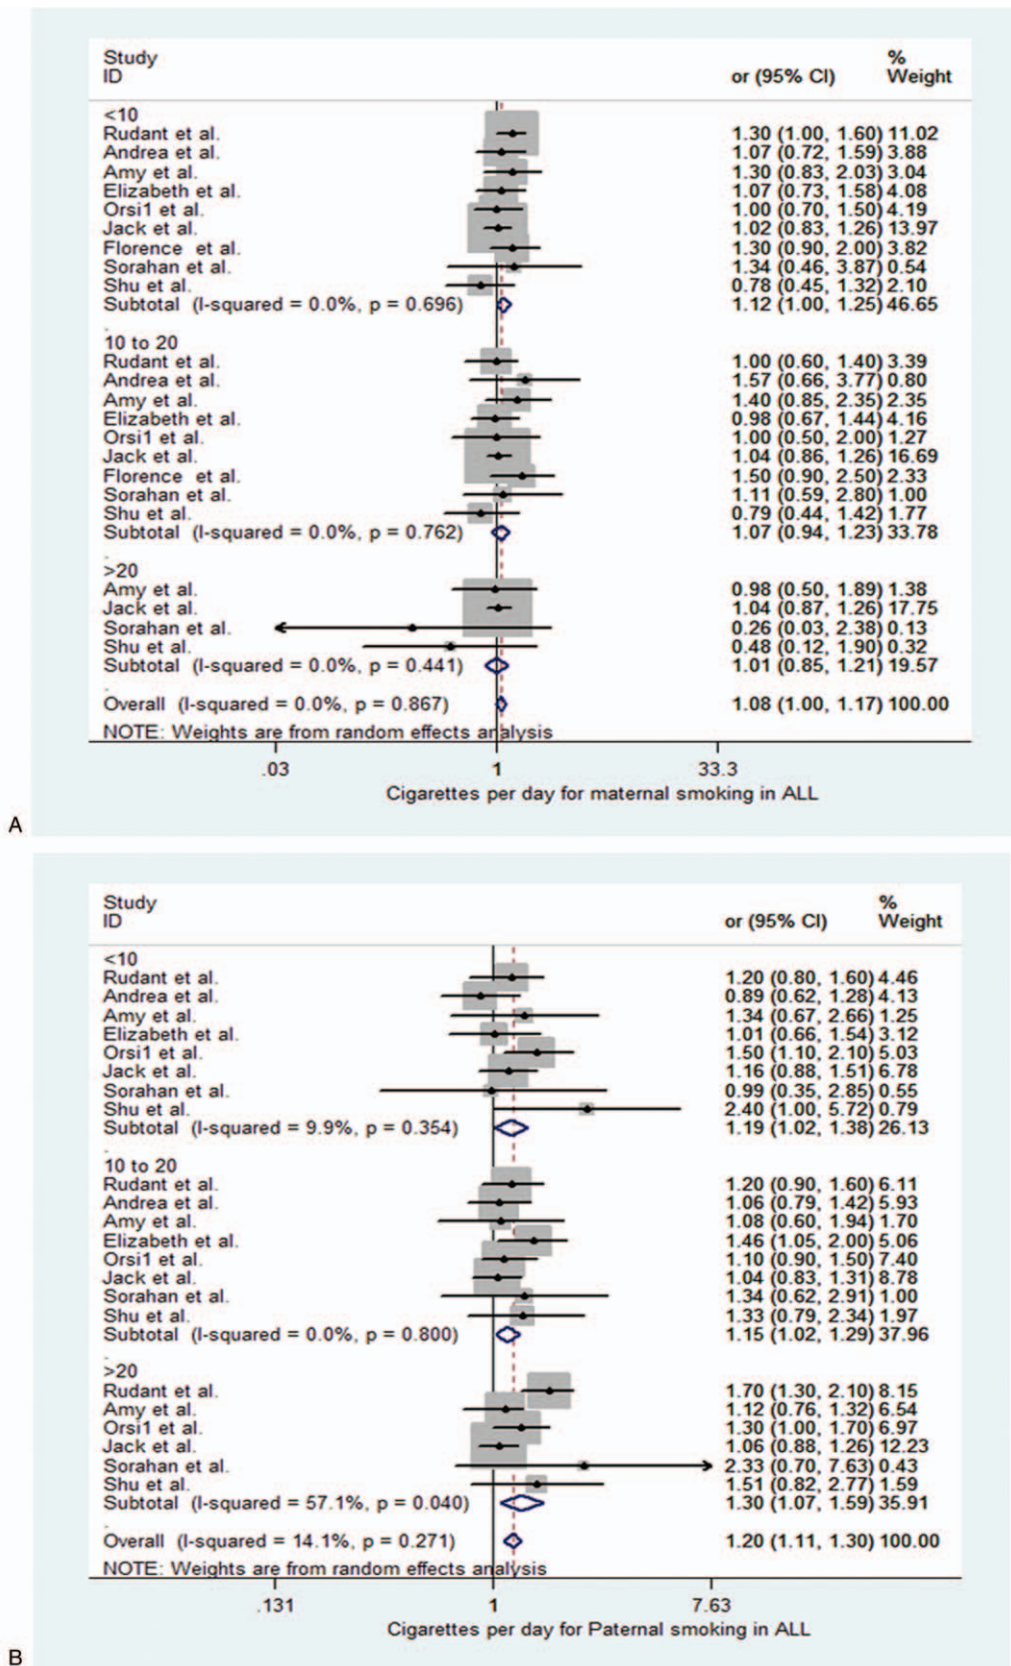 Study
ID
or (95% CI)
%
Weight
<10
Rudant et al. 1.30 (1.00, 1.60) 11.02
Andrea et al. 1.07 (0.72, 1.59) 3.88
Amy et al. 1.30 (0.83, 2.03) 3.04
Elizabeth et al. 1.07 (0.73, 1.58) 4.08
Orsi1 et al. 1.00 (0.70, 1.50) 4.19
Jack et al. 1.02 (0.83, 1.26) 13.97
Florence et al. 1.30 (0.90, 2.00) 3.82
Sorahan et al. 1.34 (0.46, 3.87) 0.54
Shu et al. 0.78 (0.45, 1.32) 2.10
Subtotal (I-squared = 0.0%, p = 0.696) 1.12 (1.00, 1.25) 46.65
.
10 to 20
Rudant et al. 1.00 (0.60, 1.40) 3.39
Andrea et al. 1.57 (0.66, 3.77) 0.80
Amy et al. 1.40 (0.85, 2.35) 2.35
Elizabeth et al. 0.98 (0.67, 1.44) 4.16
Orsi1 et al. 1.00 (0.50, 2.00) 1.27
Jack et al. 1.04 (0.86, 1.26) 16.69
Florence et al. 1.50 (0.90, 2.50) 2.33
Sorahan et al. 1.11 (0.59, 2.80) 1.00
Shu et al. 0.79 (0.44, 1.42) 1.77
Subtotal (I-squared = 0.0%, p = 0.762) 1.07 (0.94, 1.23) 33.78
.
>20
Amy et al. 0.98 (0.50, 1.89) 1.38
Jack et al. 1.04 (0.87, 1.26) 17.75
Sorahan et al. 0.26 (0.03, 2.38) 0.13
Shu et al. 0.48 (0.12, 1.90) 0.32
Subtotal (I-squared = 0.0%, p = 0.441) 1.01 (0.85, 1.21) 19.57
.
Overall (I-squared = 0.0%, p = 0.867) 1.08 (1.00, 1.17) 100.00
NOTE: Weights are from random effects analysis
.03 1 33.3
Cigarettes per day for maternal smoking in ALL
A
Study
ID
or (95% CI)
%
Weight
<10
Rudant et al. 1.20 (0.80, 1.60) 4.46
Andrea et al. 0.89 (0.62, 1.28) 4.13
Amy et al. 1.34 (0.67, 2.66) 1.25
Elizabeth et al. 1.01 (0.66, 1.54) 3.12
Orsi1 et al. 1.50 (1.10, 2.10) 5.03
Jack et al. 1.16 (0.88, 1.51) 6.78
Sorahan et al. 0.99 (0.35, 2.85) 0.55
Shu et al. 2.40 (1.00, 5.72) 0.79
Subtotal (I-squared = 9.9%, p = 0.354) 1.19 (1.02, 1.38) 26.13
.
10 to 20
Rudant et al. 1.20 (0.90, 1.60) 6.11
Andrea et al. 1.06 (0.79, 1.42) 5.93
Amy et al. 1.08 (0.60, 1.94) 1.70
Elizabeth et al. 1.46 (1.05, 2.00) 5.06
Orsi1 et al. 1.10 (0.90, 1.50) 7.40
Jack et al. 1.04 (0.83, 1.31) 8.78
Sorahan et al. 1.34 (0.62, 2.91) 1.00
Shu et al. 1.33 (0.79, 2.34) 1.97
Subtotal (I-squared = 0.0%, p = 0.800) 1.15 (1.02, 1.29) 37.96
.
>20
Rudant et al. 1.70 (1.30, 2.10) 8.15
Amy et al. 1.12 (0.76, 1.32) 6.54
Orsi1 et al. 1.30 (1.00, 1.70) 6.97
Jack et al. 1.06 (0.88, 1.26) 12.23
Sorahan et al. 2.33 (0.70, 7.63) 0.43
Shu et al. 1.51 (0.82, 2.77) 1.59
Subtotal (I-squared = 57.1%, p = 0.040) 1.30 (1.07, 1.59) 35.91
.
Overall (I-squared = 14.1%, p = 0.271) 1.20 (1.11, 1.30) 100.00
NOTE: Weights are from random effects analysis
.131 1 7.63
Cigarettes per day for Paternal smoking in ALL
B